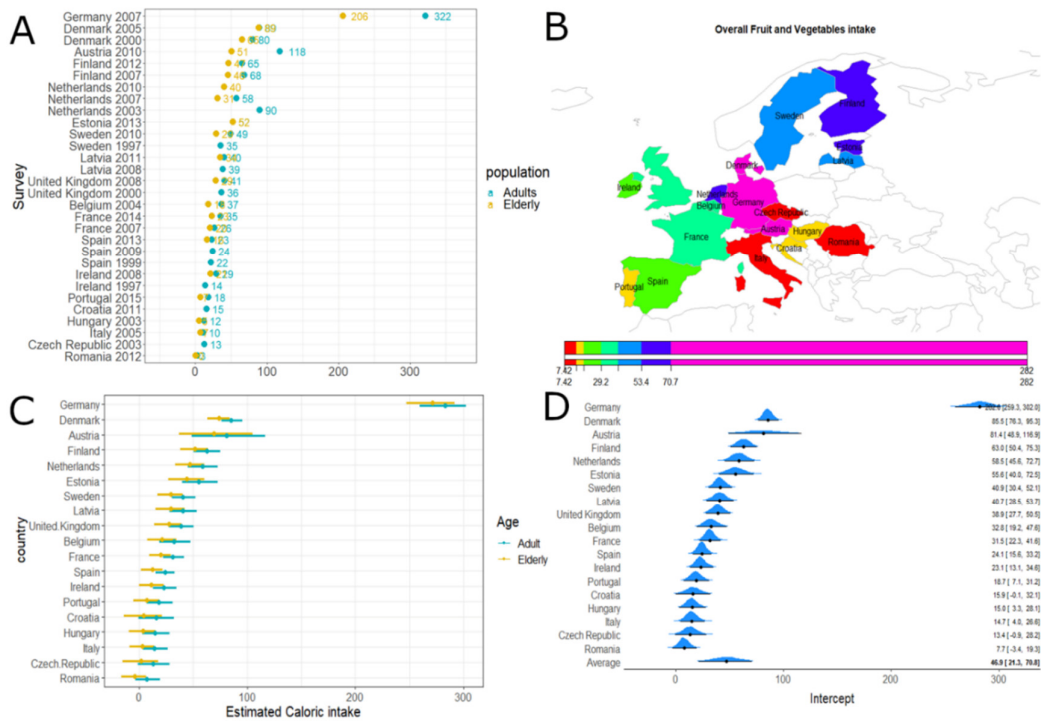 A
Germany 2007 206 322
Denmark 2005 89
Denmark 2000 80
Austria 2010 51 118
Finland 2012 65
Finland 2007 68
Netherlands 2010 40
Netherlands 2007 31 58
Netherlands 2003 90
Estonia 2013 52
Sweden 2010 49
Sweden 1997 35
Latvia 2011 40
Latvia 2008 39
United Kingdom 2008 41
United Kingdom 2000 36
Belgium 2004 37
France 2014 35
France 2007 26
Spain 2013 23
Spain 2009 24
Spain 1999 22
Ireland 2008 29
Ireland 1997 14
Portugal 2015 18
Croatia 2011 15
Hungary 2003 12
Italy 2005 10
Czech Republic 2003 13
Romania 2012
0 100 200 300
Survey
population
Adults
Elderly
B
Overall Fruit and Vegetables intake
Finland
Sweden
Estonia
Latvia
Denmark
Ireland
Netherlands
Belgium
Germany
Czech Republic
France
Austria
Hungary
Romania
Croatia
Italy
Portugal
Spain
7.42 29.2 53.4 70.7 282
7.42 282
C
Germany
Denmark
Austria
Finland
Netherlands
Estonia
Sweden
Latvia
United.Kingdom
Belgium
France
Spain
Ireland
Portugal
Croatia
Hungary
Italy
Czech.Republic
Romania
0 100 200 300
Estimated Caloric intake
country
Age
Adult
Elderly
D
Germany [259.3, 302.0]
Denmark 85.5 [76.3, 95.3]
Austria 81.4 [48.9, 116.9]
Finland 63.0 [50.4, 75.3]
Netherlands 58.5 [45.6, 72.7]
Estonia 55.6 [40.0, 72.5]
Sweden 40.9 [30.4, 52.1]
Latvia 40.7 [28.5, 53.7]
United Kingdom 38.9 [27.7, 50.5]
Belgium 32.8 [19.2, 47.6]
France 31.5 [22.3, 41.6]
Spain 24.1 [15.6, 33.2]
Ireland 23.1 [13.1, 34.6]
Portugal 18.7 [7.1, 31.2]
Croatia 15.9 [-0.1, 32.1]
Hungary 15.0 [3.3, 28.1]
Italy 14.7 [4.0, 26.6]
Czech Republic 13.4 [-0.9, 28.2]
Romania 7.7 [-3.4, 19.3]
Average 46.9 [21.3, 70.8]
0 100 200 300
Intercept